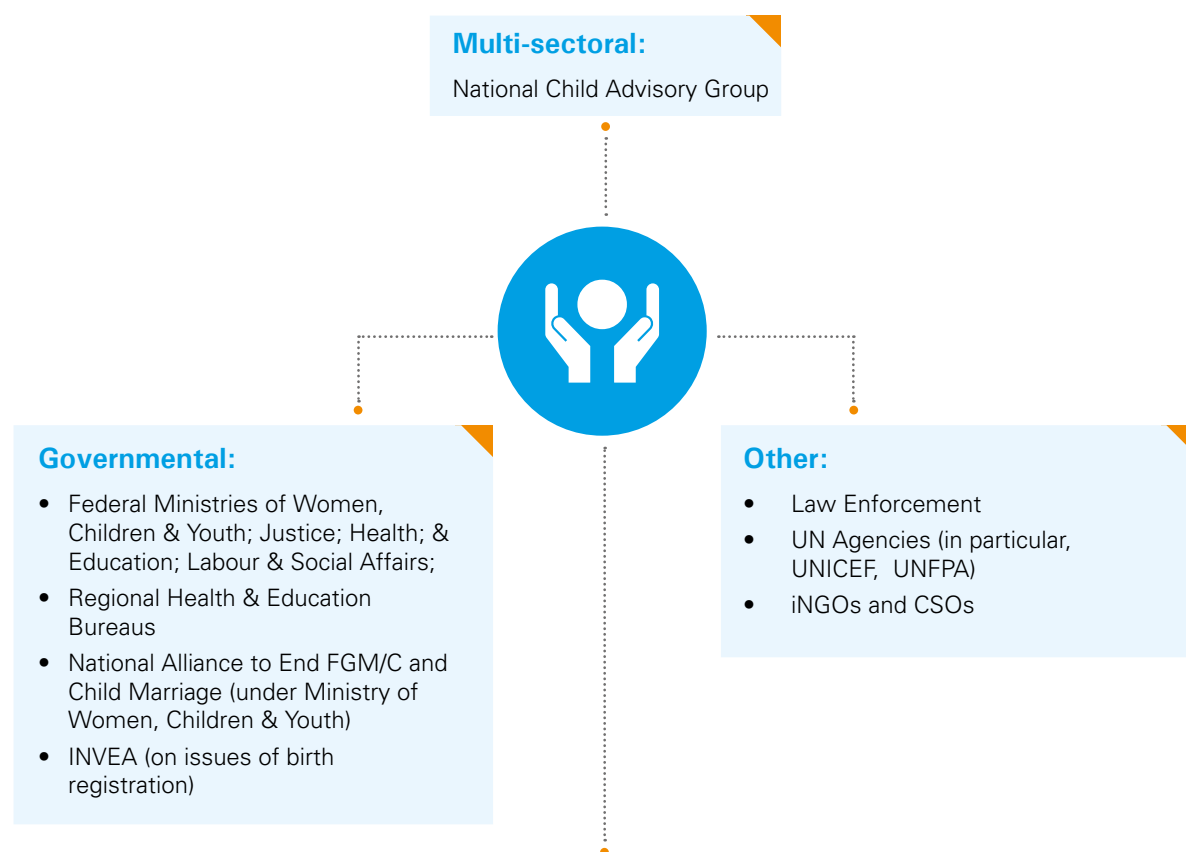 Multi-sectoral:
National Child Advisory Group
Governmental:
• Federal Ministries of Women,
Children & Youth; Justice; Health; &
Education; Labour & Social Affairs;
• Regional Health & Education
Bureaus
• National Alliance to End FGM/C and
Child Marriage (under Ministry of
Women, Children & Youth)
• INVEA (on issues of birth
registration)
Other:
• Law Enforcement
• UN Agencies (in particular,
UNICEF, UNFPA)
• iNGOs and CSOs